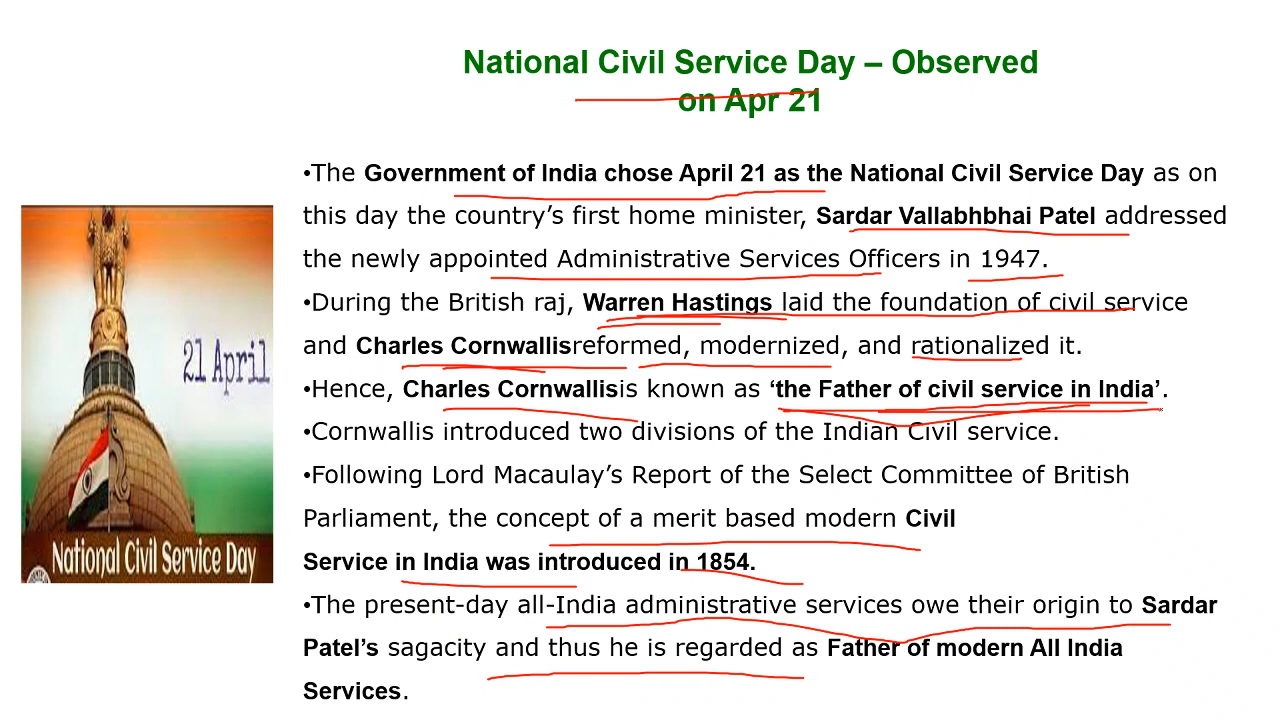 National Civil Service Day – Observed
on Apr 21
•The Government of India chose April 21 as the National Civil Service Day as on
this day the country’s first home minister, Sardar Vallabhbhai Patel addressed
the newly appointed Administrative Services Officers in 1947.
•During the British raj, Warren Hastings laid the foundation of civil service
and Charles Cornwallisreformed, modernized, and rationalized it.
•Hence, Charles Cornwallisis known as ‘the Father of civil service in India’.
•Cornwallis introduced two divisions of the Indian Civil service.
•Following Lord Macaulay’s Report of the Select Committee of British
Parliament, the concept of a merit based modern Civil
Service in India was introduced in 1854.
•The present-day all-India administrative services owe their origin to Sardar
Patel’s sagacity and thus he is regarded as Father of modern All India
Services.
21 April
National Civil Service Day